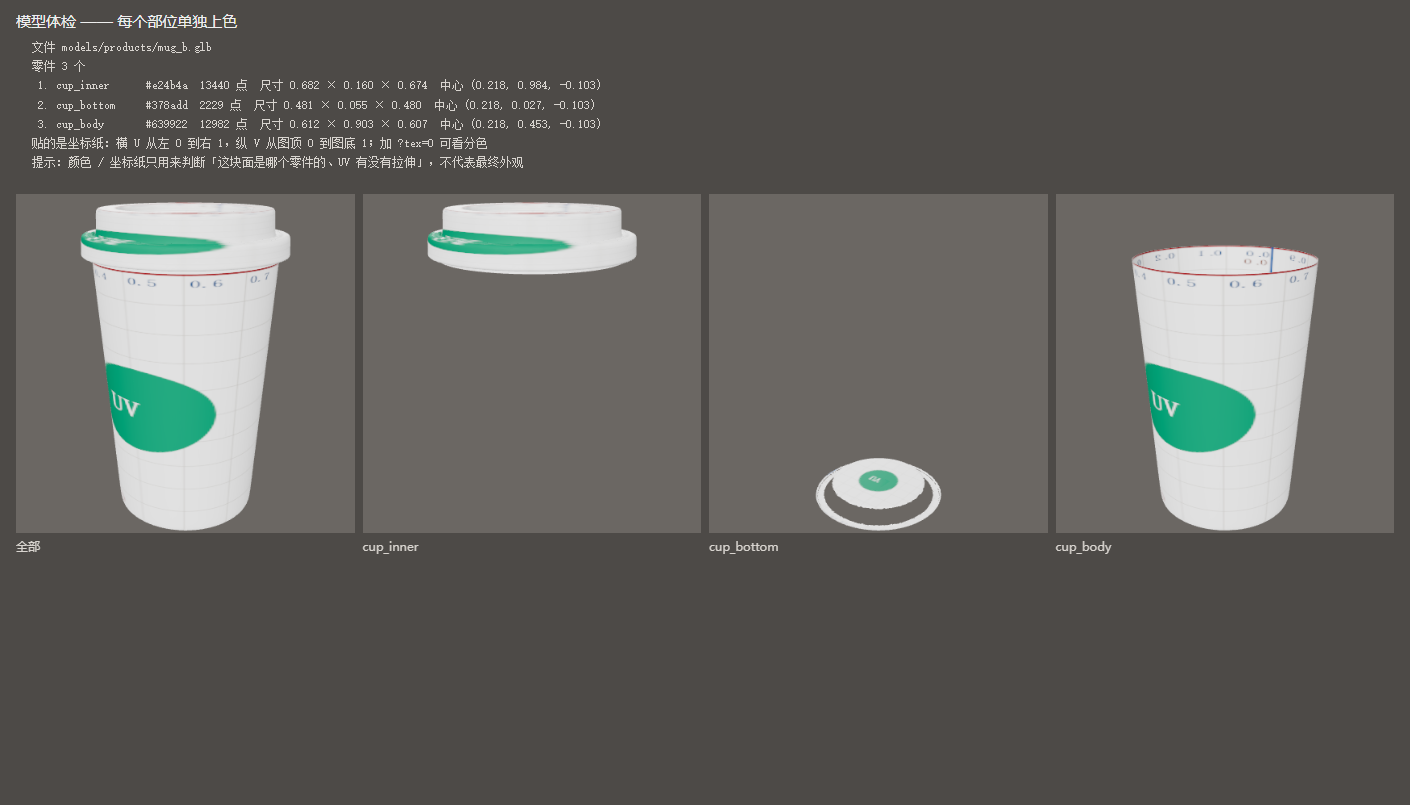 模型体检 —— 每个部位单独上色
文件 models/products/mug_b.glb
零件 3 个
1. cup_inner #e24b4a 13440 点 尺寸 0.682 × 0.160 × 0.674 中心 (0.218, 0.984, -0.103)
2. cup_bottom #378add 2229 点 尺寸 0.481 × 0.055 × 0.480 中心 (0.218, 0.027, -0.103)
3. cup_body #639922 12982 点 尺寸 0.612 × 0.903 × 0.607 中心 (0.218, 0.453, -0.103)
贴的是坐标纸: 横 U 从左 0 到右 1, 纵 V 从图顶 0 到图底 1; 加 ?tex=0 可看分色
提示: 颜色 / 坐标纸只用来判断「这块面是哪个零件的、UV 有没有拉伸」, 不代表最终外观
0.5 0.6 0.7
UV
0.5 0.6 0.7
UV
全部
cup_inner
cup_bottom
cup_body